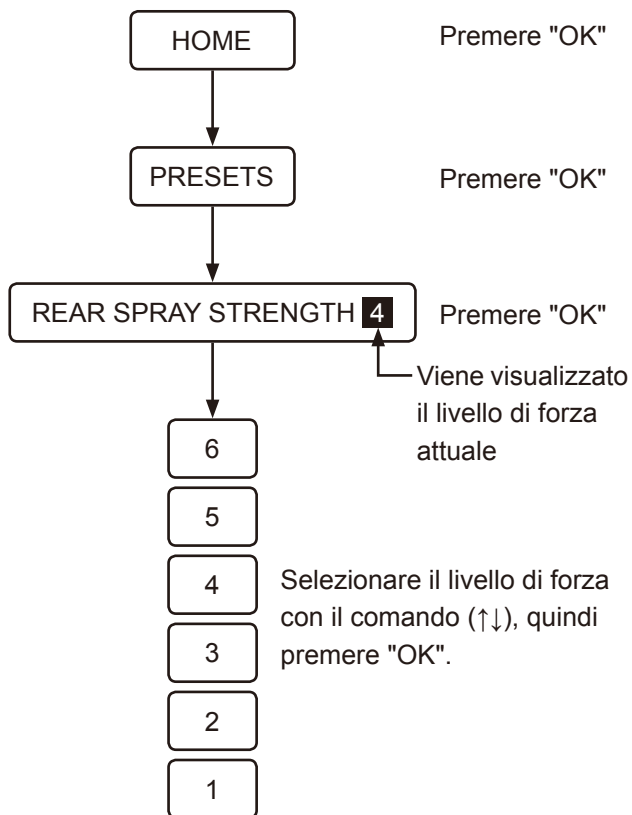 HOME
Premere "OK"
PRESETS
Premere "OK"
REAR SPRAY STRENGTH 4
Premere "OK"
Viene visualizzato
il livello di forza
attuale
6
5
4
Selezionare il livello di forza
con il comando (↑↓), quindi
premere "OK".
3
2
1